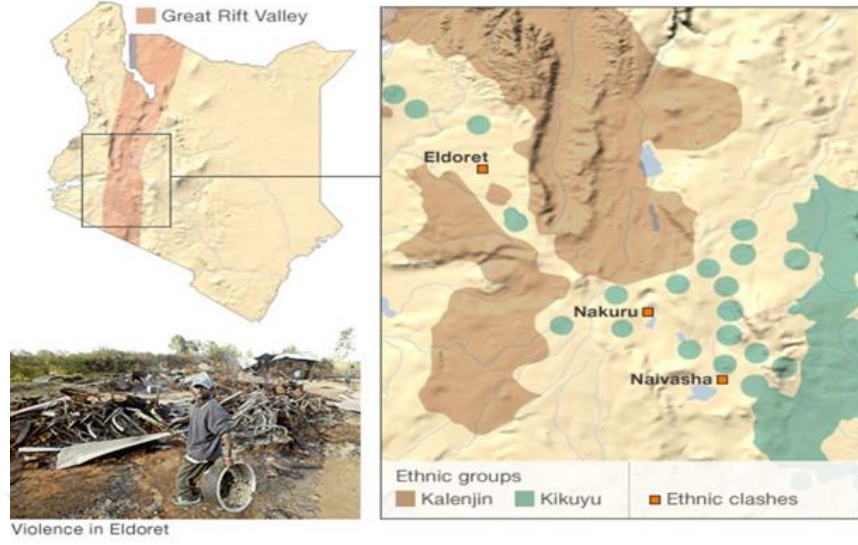 Great Rift Valley
Eldoret
Nakuru
Naivasha
Ethnic groups
Kalenjin
Kikuyu
Ethnic clashes
Violence in Eldoret